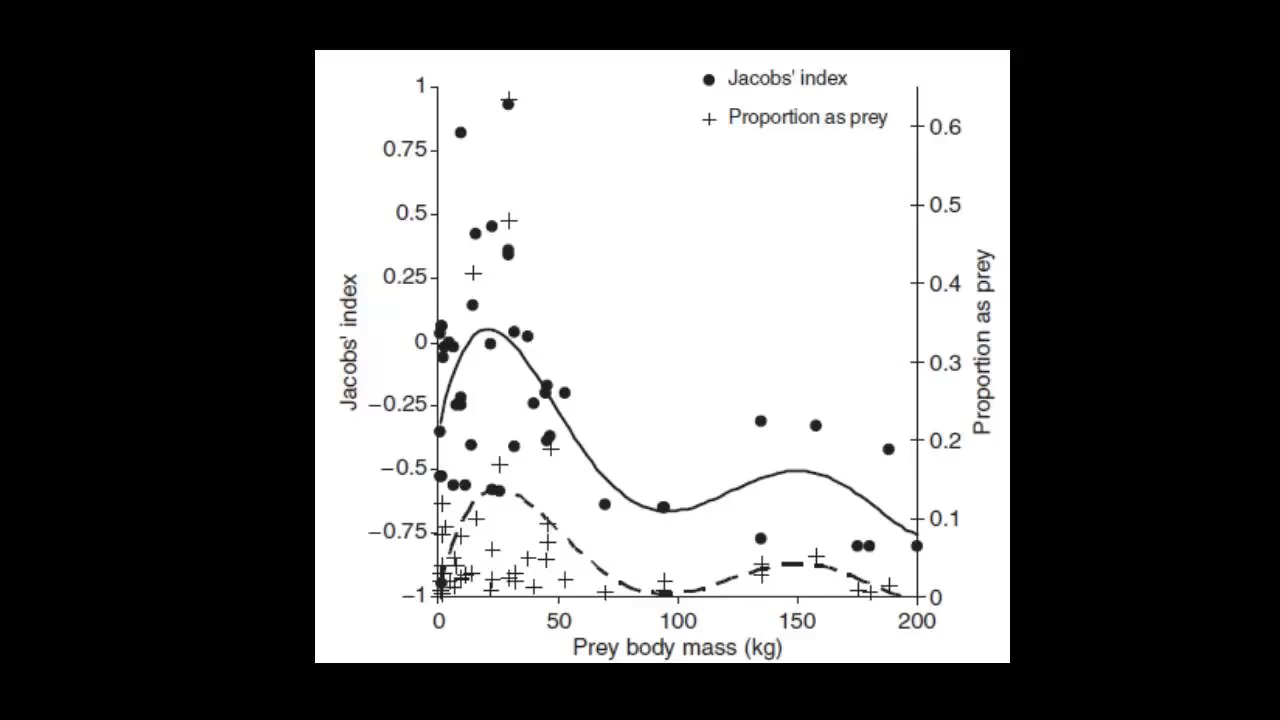 Jacobs' index
Proportion as prey
1
0.75
0.5
0.25
0
−0.25
−0.5
−0.75
−1
Jacobs' index
0.6
0.5
0.4
0.3
0.2
0.1
0
Proportion as prey
0 50 100 150 200
Prey body mass (kg)